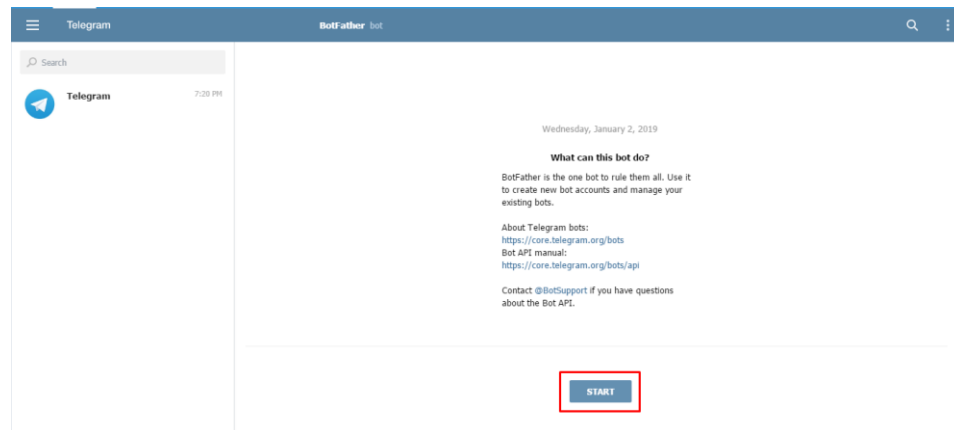 Telegram
BotFather bot
Search
Telegram
7:20 PM
Wednesday, January 2, 2019
What can this bot do?
BotFather is the one bot to rule them all. Use it
to create new bot accounts and manage your
existing bots.
About Telegram bots:
https://core.telegram.org/bots
Bot API manual:
https://core.telegram.org/bots/api
Contact @BotSupport if you have questions
about the Bot API.
START